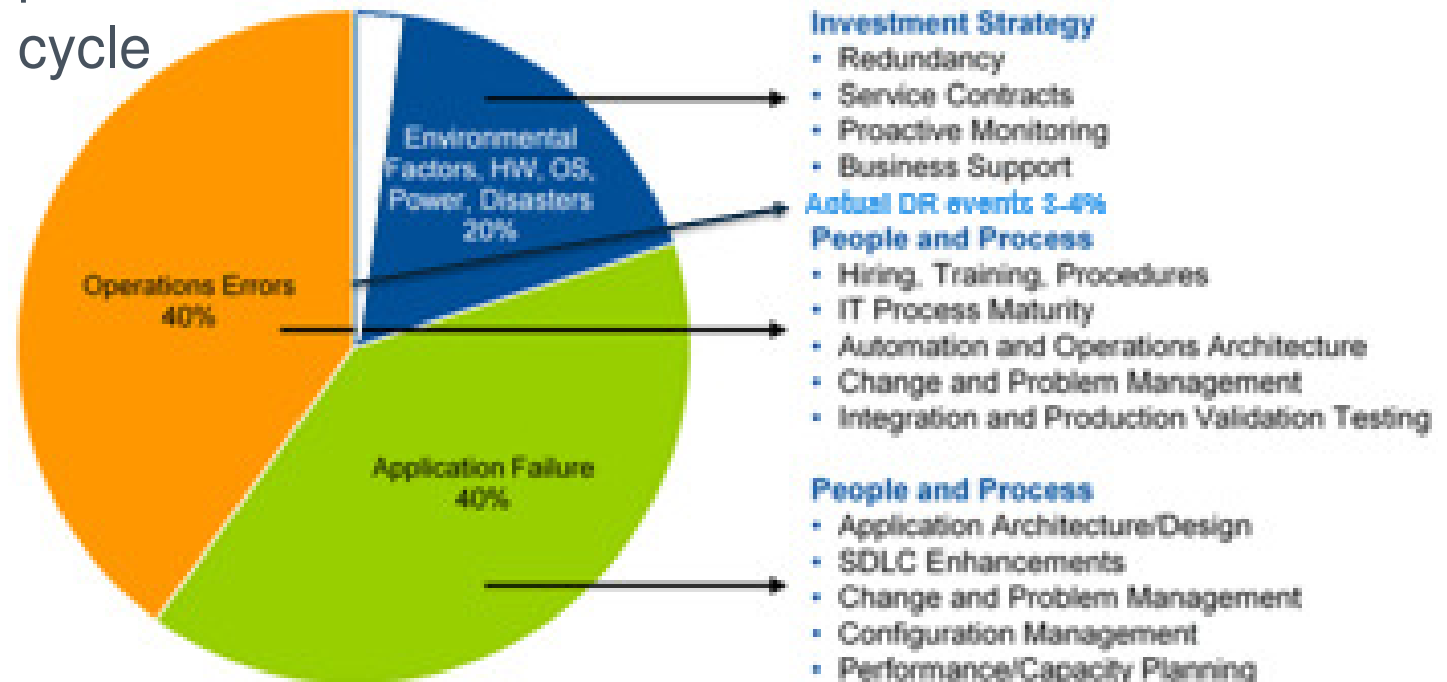 cycle
Environmental
Factors, HW, OS,
Power, Disasters
20%
Operations Errors
40%
Application Failure
40%
Investment Strategy
• Redundancy
• Service Contracts
• Proactive Monitoring
• Business Support
Actual DR events 3-4%
People and Process
• Hiring, Training, Procedures
• IT Process Maturity
• Automation and Operations Architecture
• Change and Problem Management
• Integration and Production Validation Testing
People and Process
• Application Architecture/Design
• SDLC Enhancements
• Change and Problem Management
• Configuration Management
• Performance/Capacity Planning